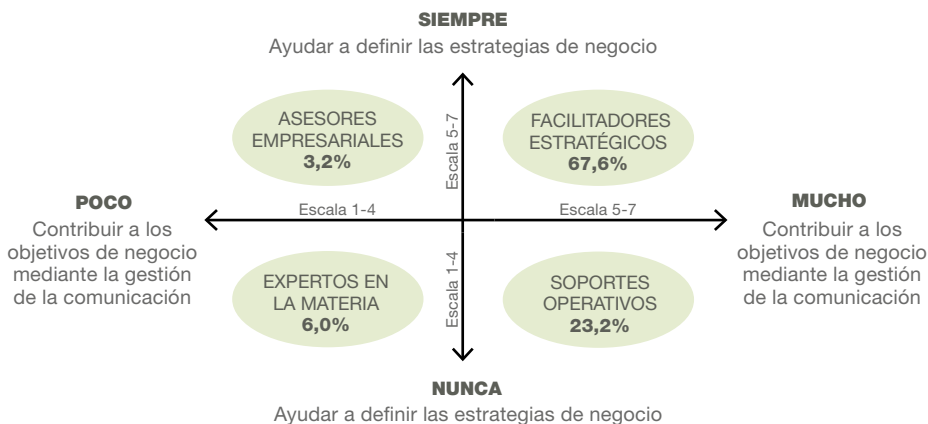 SIEMPRE
Ayudar a definir las estrategias de negocio
ASESORES
EMPRESARIALES
3,2%
Escala 5-7
FACILITADORES
ESTRATÉGICOS
67,6%
POCO
Contribuir a los
objetivos de negocio
mediante la gestión
de la comunicación
Escala 1-4
Escala 5-7
MUCHO
Contribuir a los
objetivos de negocio
mediante la gestión
de la comunicación
EXPERTOS EN
LA MATERIA
6,0%
Escala 1-4
SOPORTES
OPERATIVOS
23,2%
NUNCA
Ayudar a definir las estrategias de negocio